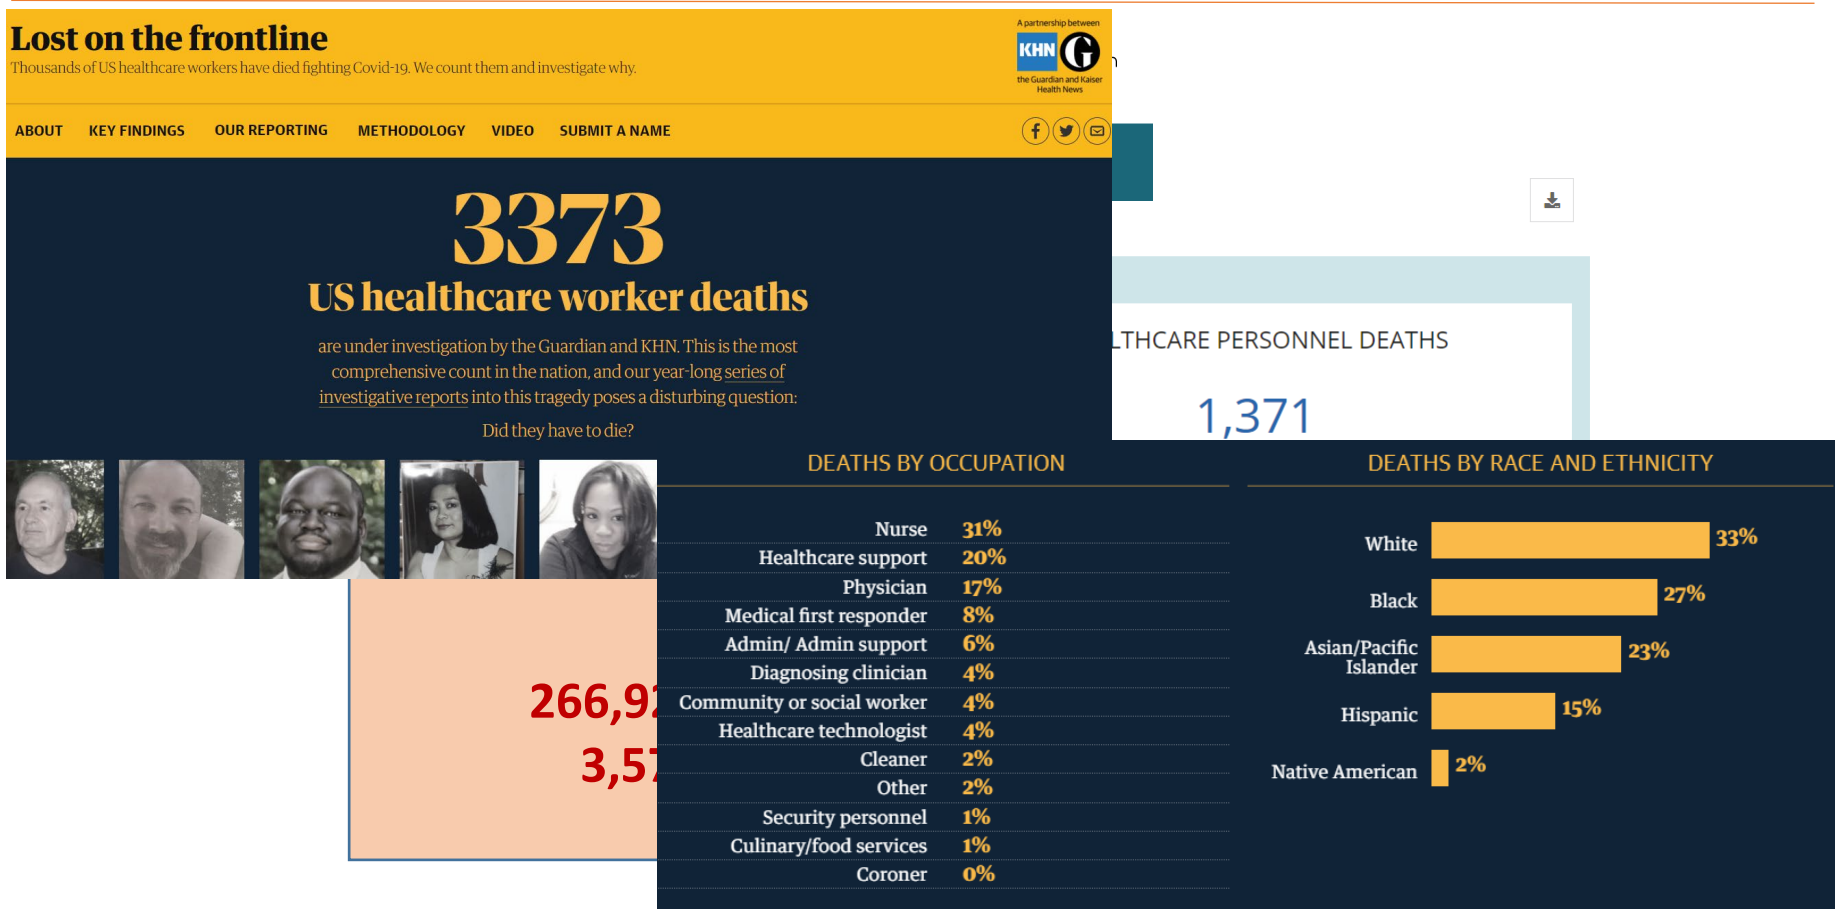 Lost on the frontline
Thousands of US healthcare workers have died fighting Covid-19. We count them and investigate why.
A partnership between
KHN G
the Guardian and Kaiser
Health News
ABOUT KEY FINDINGS OUR REPORTING METHODOLOGY VIDEO SUBMIT A NAME
3373
US healthcare worker deaths
are under investigation by the Guardian and KHN. This is the most
comprehensive count in the nation, and our year-long series of
investigative reports into this tragedy poses a disturbing question:
Did they have to die?
LTHCARE PERSONNEL DEATHS
1,371
266,9
3,57
DEATHS BY OCCUPATION
Nurse 31%
Healthcare support 20%
Physician 17%
Medical first responder 8%
Admin/ Admin support 6%
Diagnosing clinician 4%
Community or social worker 4%
Healthcare technologist 4%
Cleaner 2%
Other 2%
Security personnel 1%
Culinary/food services 1%
Coroner 0%
DEATHS BY RACE AND ETHNICITY
White 33%
Black 27%
Asian/Pacific
Islander 23%
Hispanic 15%
Native American 2%